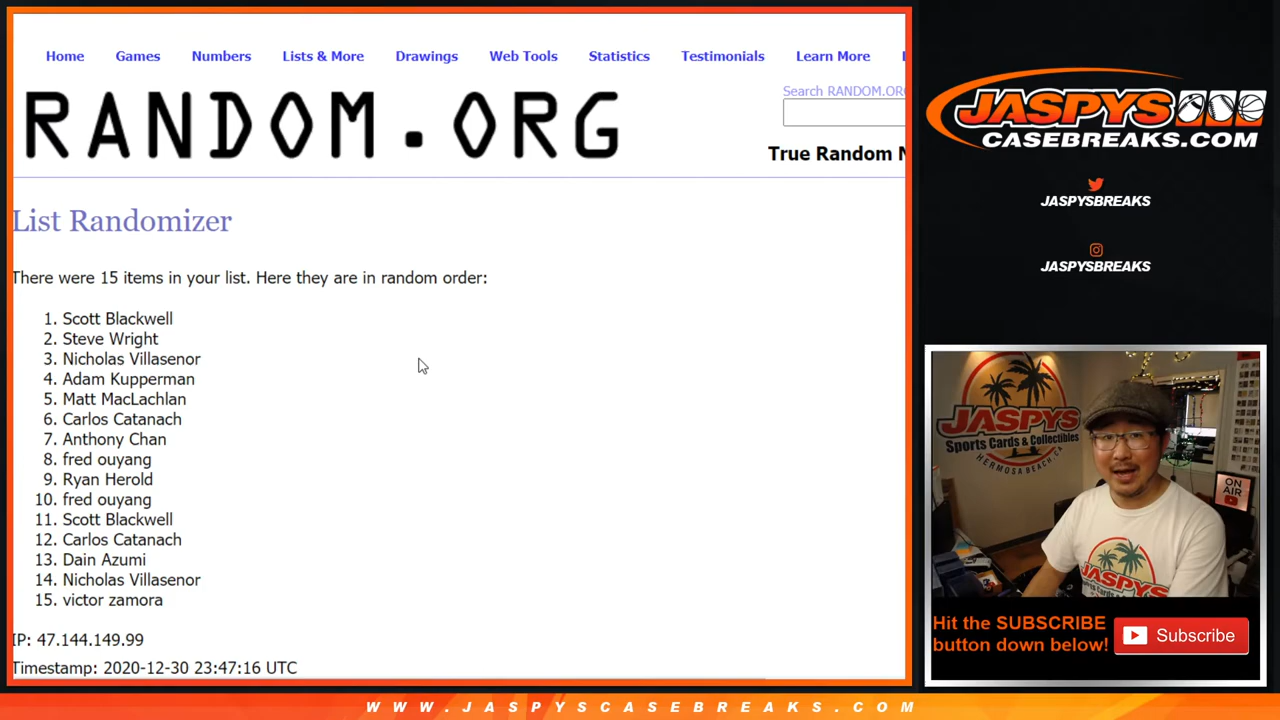 Home Games Numbers Lists & More Drawings Web Tools Statistics Testimonials Learn More
RANDOM.ORG
Search RANDOM.OR
True Random
List Randomizer
There were 15 items in your list. Here they are in random order:
1. Scott Blackwell
2. Steve Wright
3. Nicholas Villasenor
4. Adam Kupperman
5. Matt MacLachlan
6. Carlos Catanach
7. Anthony Chan
8. fred ouyang
9. Ryan Herold
10. fred ouyang
11. Scott Blackwell
12. Carlos Catanach
13. Dain Azumi
14. Nicholas Villasenor
15. victor zamora
IP: 47.144.149.99
Timestamp: 2020-12-30 23:47:16 UTC
JASPYS
CASEBREAKS.COM
JASPYSBREAKS
JASPYSBREAKS
JASPYS
Sports Cards & Collectibles
HERMOSA BEACH, CA
ON
AIR
JASPYS
Hit the SUBSCRIBE
button down below!
Subscribe
WWW.JASPYSCASEBREAKS.COM